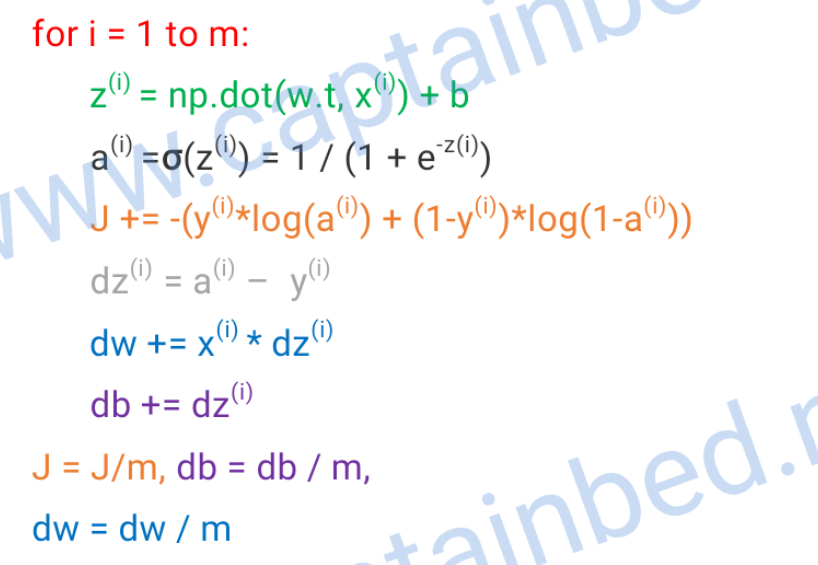 for i = 1 to m:
z⁽ⁱ⁾ = np.dot(w.t, x⁽ⁱ⁾) + b
a⁽ⁱ⁾ =σ(z⁽ⁱ⁾) = 1 / (1 + e⁻ᶻ⁽ⁱ⁾)
J += -(y⁽ⁱ⁾*log(a⁽ⁱ⁾) + (1-y⁽ⁱ⁾)*log(1-a⁽ⁱ⁾))
dz⁽ⁱ⁾ = a⁽ⁱ⁾ – y⁽ⁱ⁾
dw += x⁽ⁱ⁾ * dz⁽ⁱ⁾
db += dz⁽ⁱ⁾
J = J/m, db = db / m,
dw = dw / m
www.captainbed
tainbed.n